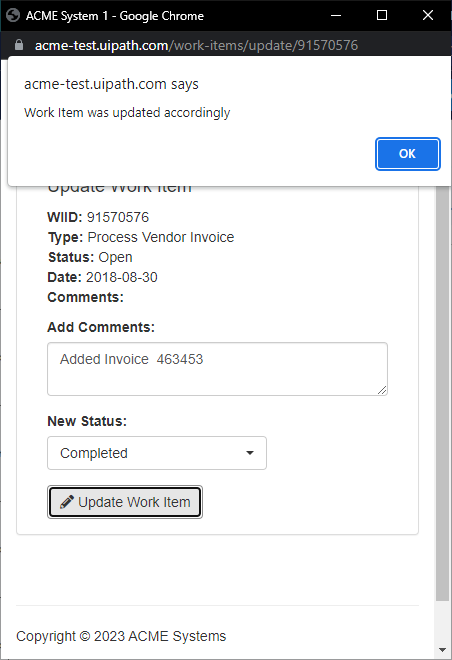 ACME System 1 - Google Chrome
acme-test.uipath.com/work-items/update/91570576
acme-test.uipath.com says
Work Item was updated accordingly
OK
Update Work Item
WIID: 91570576
Type: Process Vendor Invoice
Status: Open
Date: 2018-08-30
Comments:
Add Comments:
Added Invoice  463453
New Status:
Completed
Update Work Item
Copyright © 2023 ACME Systems